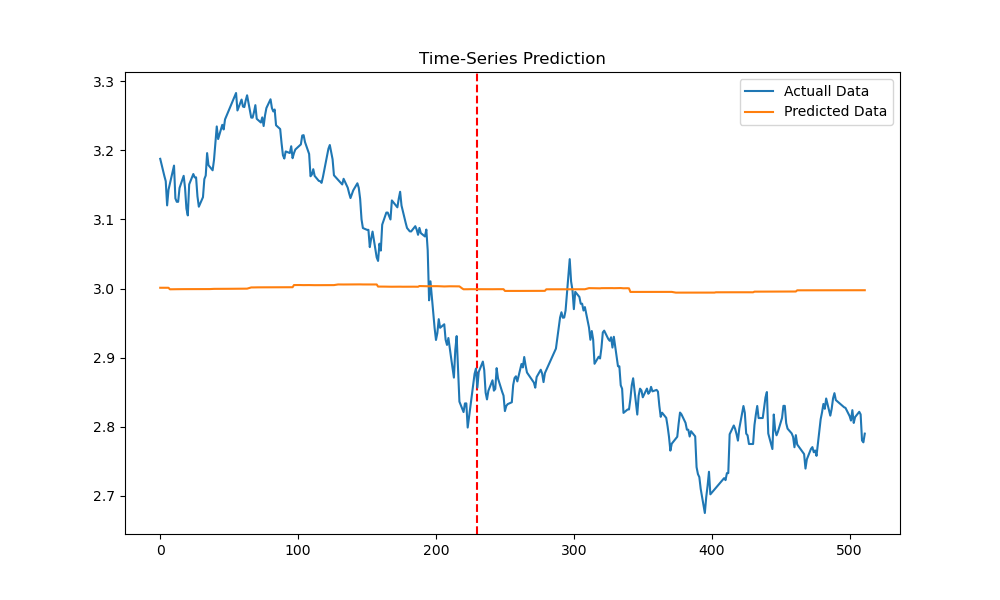 Time-Series Prediction
Actuall Data
Predicted Data
3.3
3.2
3.1
3.0
2.9
2.8
2.7
0 100 200 300 400 500